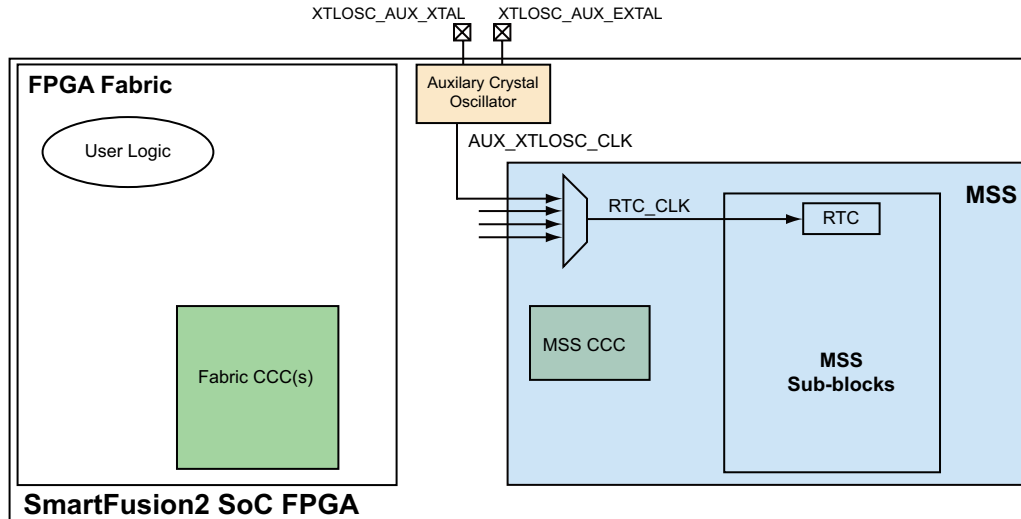 XTLOSC_AUX_XTAL
XTLOSC_AUX_EXTAL
FPGA Fabric
Auxilary Crystal
Oscillator
User Logic
AUX_XTLOSC_CLK
MSS
RTC_CLK
RTC
MSS CCC
Fabric CCC(s)
MSS
Sub-blocks
SmartFusion2 SoC FPGA